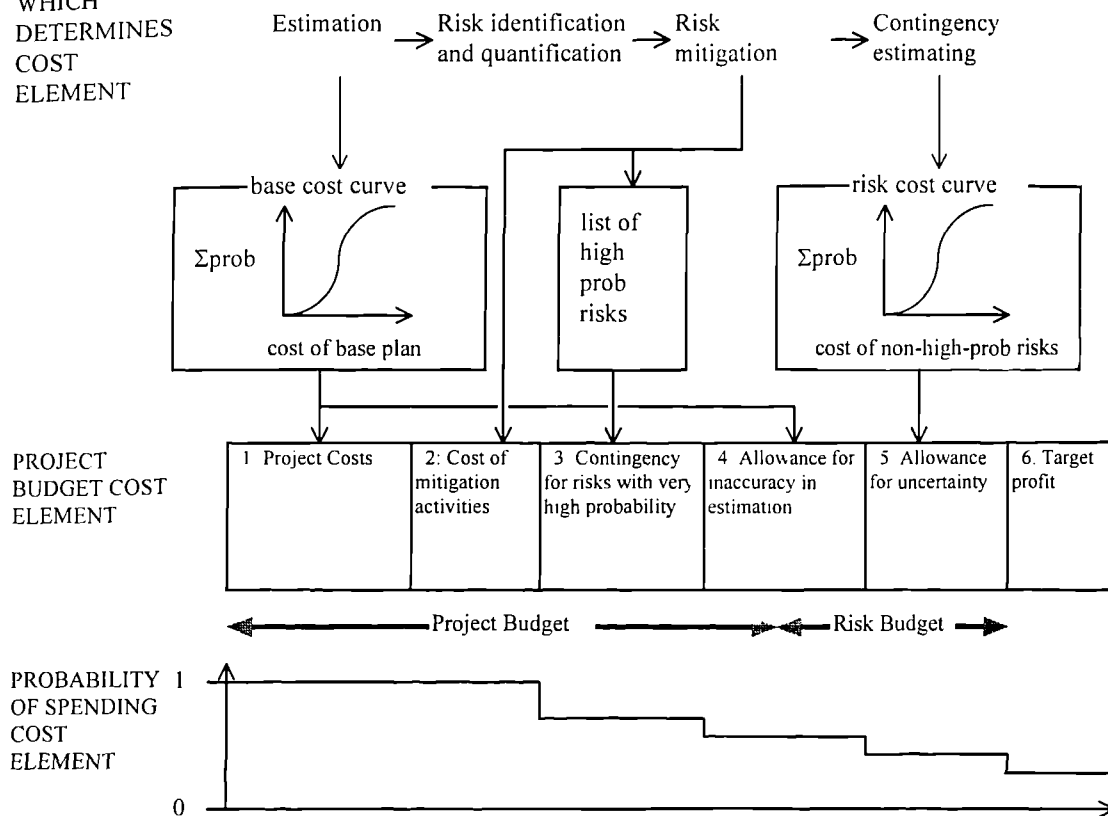 WHICH
DETERMINES
COST
ELEMENT
Estimation
Risk identification
and quantification
Risk
mitigation
Contingency
estimating
base cost curve
Σprob
cost of base plan
list of
high
prob
risks
risk cost curve
Σprob
cost of non-high-prob risks
PROJECT
BUDGET COST
ELEMENT
1 Project Costs
2: Cost of
mitigation
activities
3 Contingency
for risks with very
high probability
4 Allowance for
inaccuracy in
estimation
5 Allowance
for uncertainty
6. Target
profit
Project Budget
Risk Budget
PROBABILITY
OF SPENDING
COST
ELEMENT
1
0